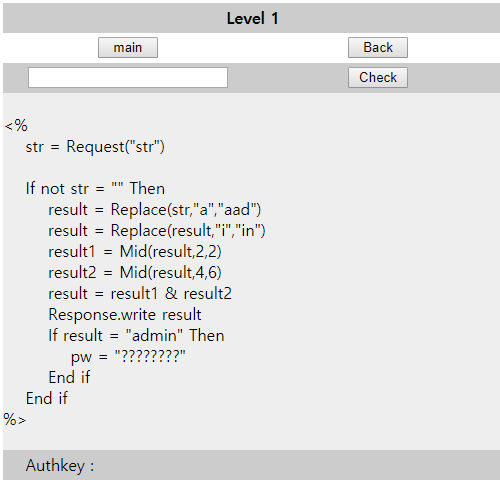 Level 1
main Back
Check
<%
str = Request("str")
If not str = "" Then
result = Replace(str,"a","aad")
result = Replace(result,"i","in")
result1 = Mid(result,2,2)
result2 = Mid(result,4,6)
result = result1 & result2
Response.write result
If result = "admin" Then
pw = "????????"
End if
End if
%>
Authkey :